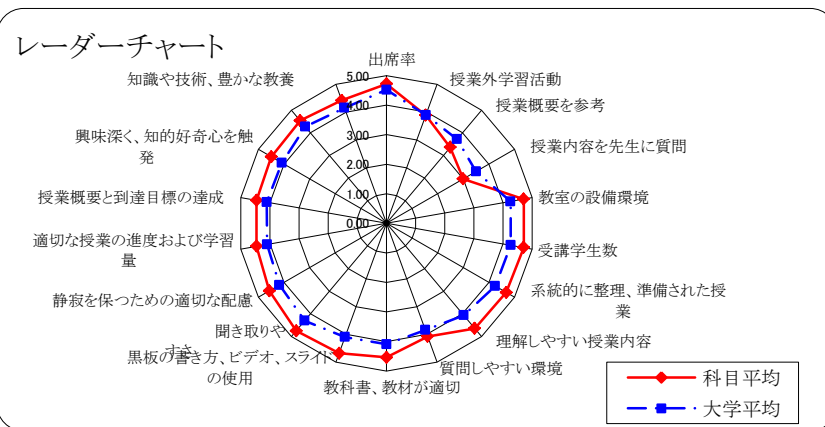 レーダーチャート
出席率
授業外学習活動
授業概要を参考
授業内容を先生に質問
教室の設備環境
受講学生数
系統的に整理、準備された授
業
理解しやすい授業内容
質問しやすい環境
教科書、教材が適切
黒板の書き方、ビデオ、スライド
の使用
聞き取りや
すさ
静寂を保つための適切な配慮
適切な授業の進度および学習
量
授業概要と到達目標の達成
興味深く、知的好奇心を触
発
知識や技術、豊かな教養
5.00
4.00
3.00
2.00
1.00
0.00
科目平均
大学平均